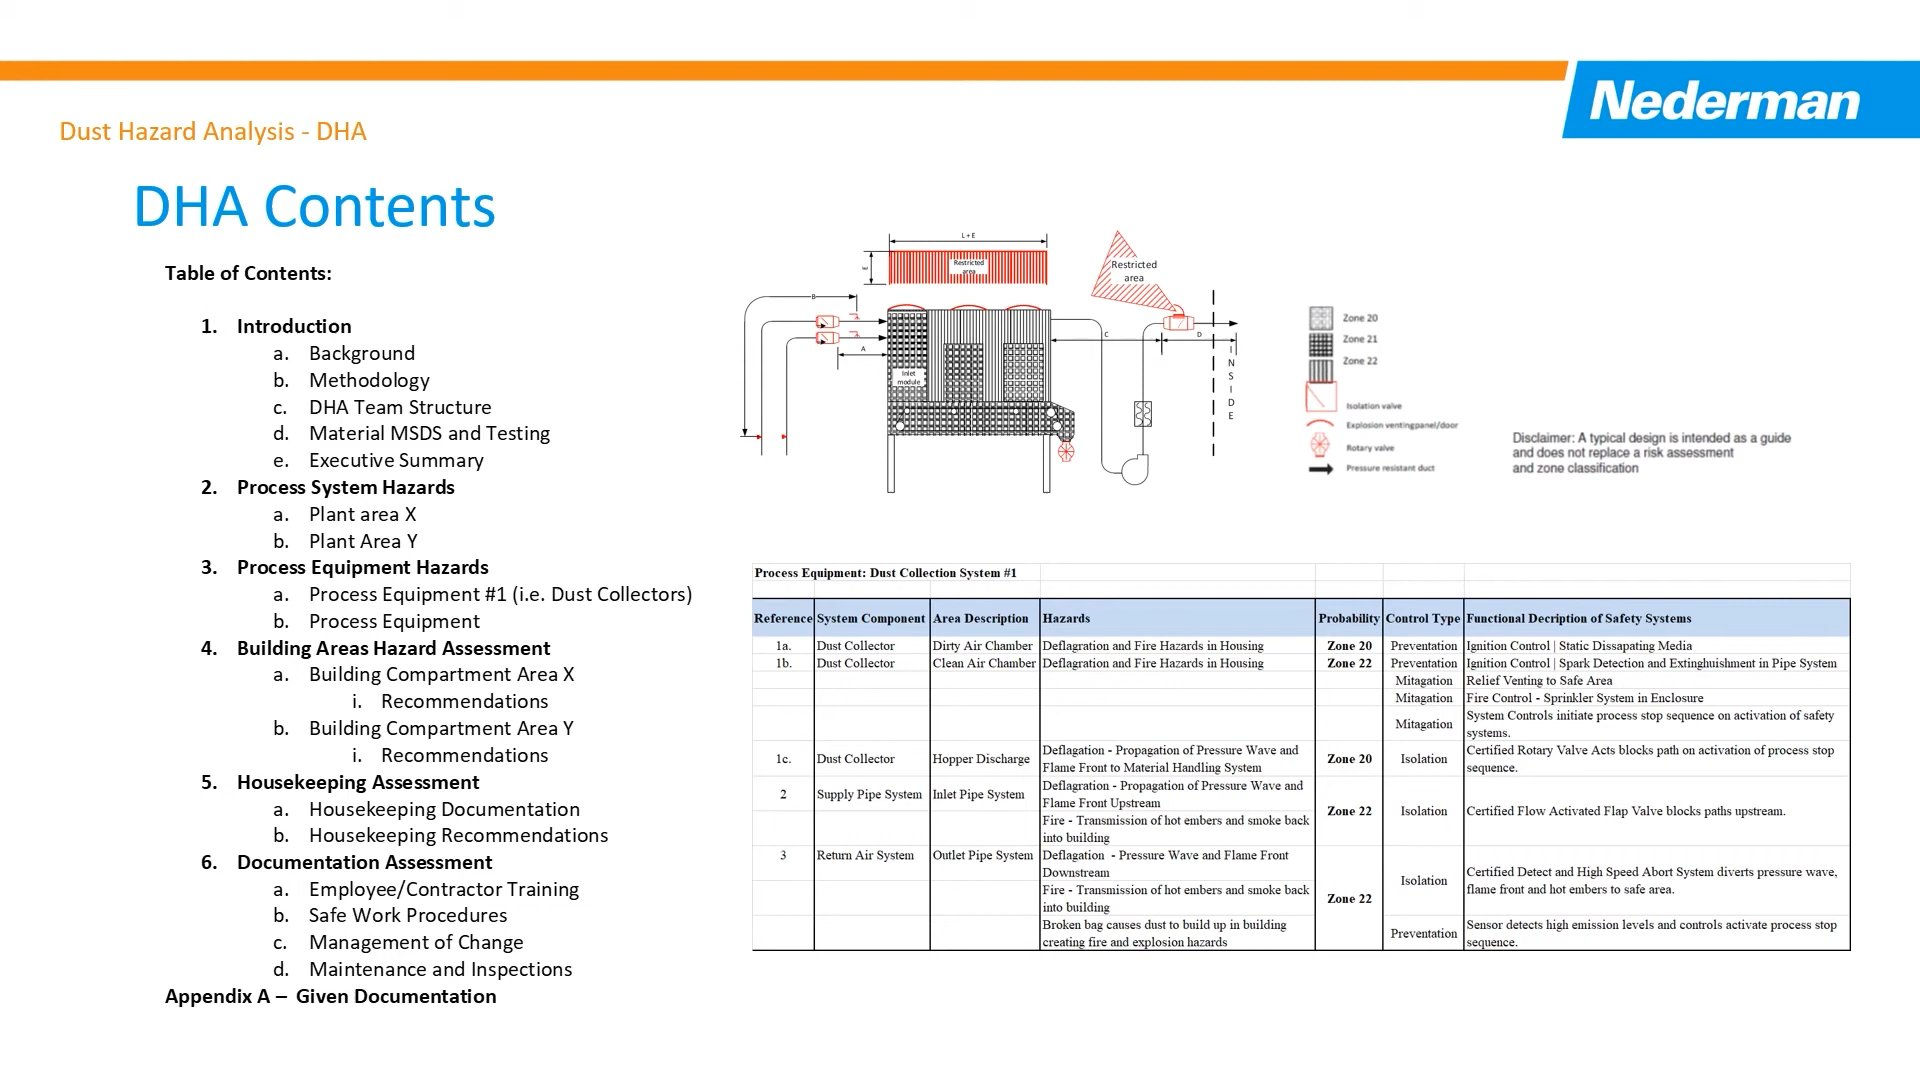 Nederman
Dust Hazard Analysis - DHA
DHA Contents
Table of Contents:
1. Introduction
a. Background
b. Methodology
c. DHA Team Structure
d. Material MSDS and Testing
e. Executive Summary
2. Process System Hazards
a. Plant area X
b. Plant Area Y
3. Process Equipment Hazards
a. Process Equipment #1 (i.e. Dust Collectors)
b. Process Equipment
4. Building Areas Hazard Assessment
a. Building Compartment Area X
i. Recommendations
b. Building Compartment Area Y
i. Recommendations
5. Housekeeping Assessment
a. Housekeeping Documentation
b. Housekeeping Recommendations
6. Documentation Assessment
a. Employee/Contractor Training
b. Safe Work Procedures
c. Management of Change
d. Maintenance and Inspections
Appendix A – Given Documentation
L + E
E
Restricted
area
Restricted
area
B
A
C
D
Inlet
module
INSIDE
Zone 20
Zone 21
Zone 22
Isolation valve
Explosion ventingpanel/door
Rotary valve
Pressure resistant duct
Disclaimer: A typical design is intended as a guide
and does not replace a risk assessment
and zone classification
Process Equipment: Dust Collection System #1
Reference System Component Area Description Hazards Probability Control Type Functional Decription of Safety Systems
1a. Dust Collector Dirty Air Chamber Deflagration and Fire Hazards in Housing Zone 20 Prevention Ignition Control | Static Dissapating Media
1b. Dust Collector Clean Air Chamber Deflagration and Fire Hazards in Housing Zone 22 Prevention Ignition Control | Spark Detection and Extinghuishment in Pipe System
Mitagation Relief Venting to Safe Area
Mitagation Fire Control - Sprinkler System in Enclosure
Mitagation System Controls initiate process stop sequence on activation of safety
systems.
1c. Dust Collector Hopper Discharge Deflagation - Propagation of Pressure Wave and
Flame Front to Material Handling System Zone 20 Isolation Certified Rotary Valve Acts blocks path on activation of process stop
sequence.
2 Supply Pipe System Inlet Pipe System Deflagration - Propagation of Pressure Wave and
Flame Front Upstream
Fire - Transmission of hot embers and smoke back
into building
Zone 22 Isolation Certified Flow Activated Flap Valve blocks paths upstream.
3 Return Air System Outlet Pipe System Deflagation - Pressure Wave and Flame Front
Downstream
Fire - Transmission of hot embers and smoke back
into building
Isolation Certified Detect and High Speed Abort System diverts pressure wave,
flame front and hot embers to safe area.
Zone 22
Broken bag causes dust to build up in building
creating fire and explosion hazards
Prevention Sensor detects high emission levels and controls activate process stop
sequence.